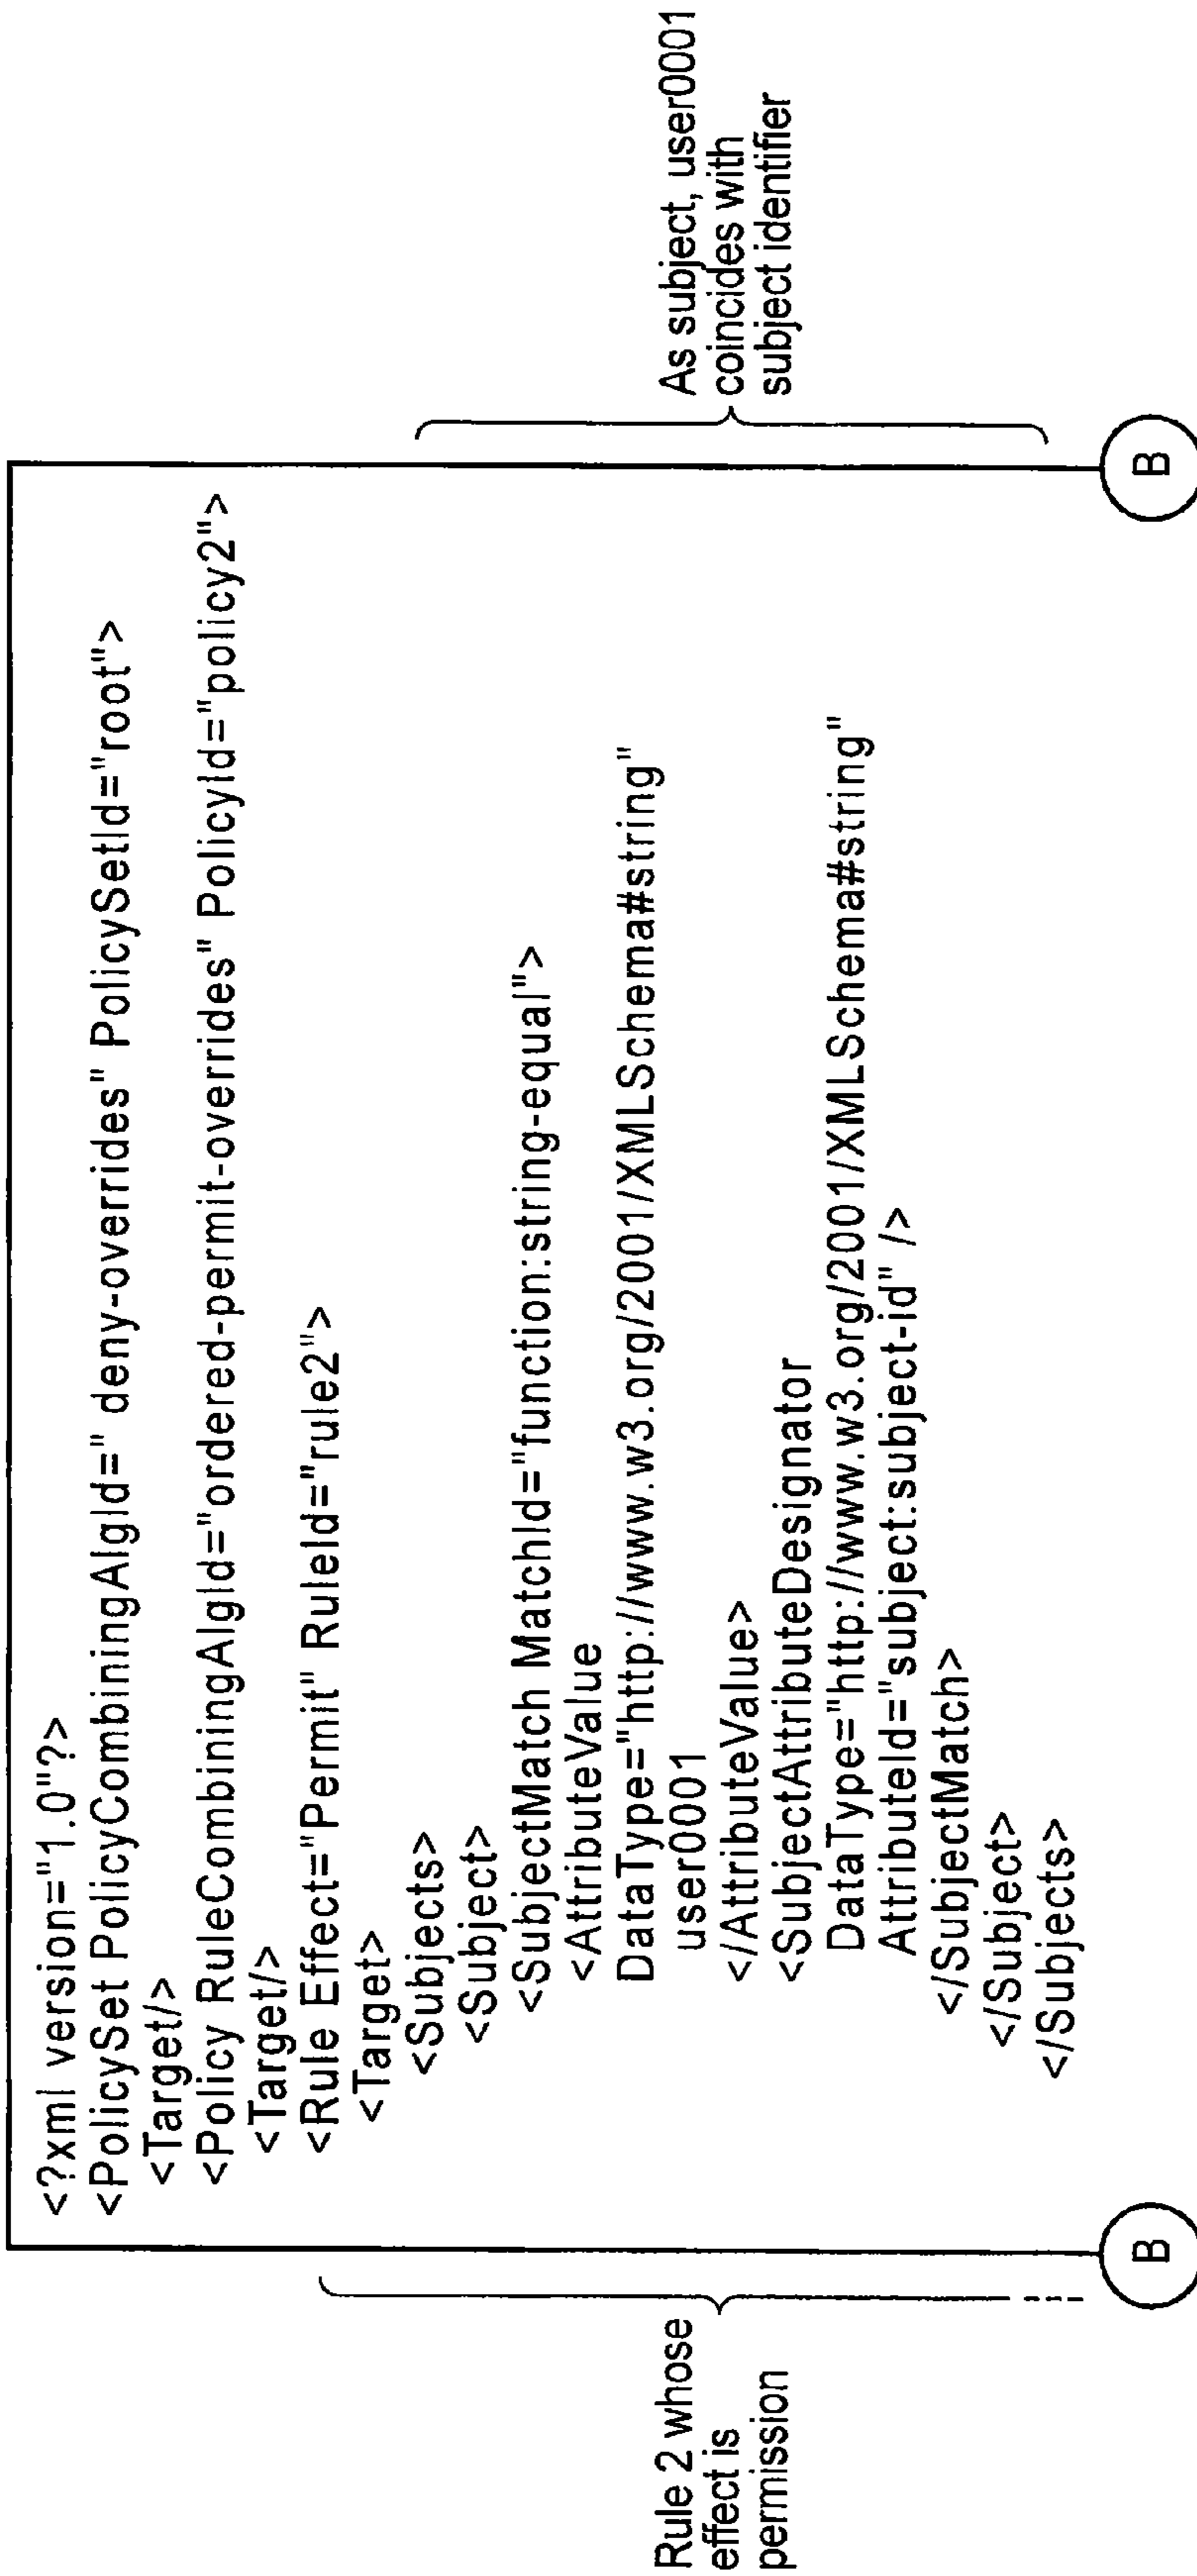 <?xml version="1.0"?>
<PolicySet PolicyCombiningAlgId=" deny-overrides" PolicySetId="root">
<Target/>
<Policy RuleCombiningAlgId="ordered-permit-overrides" PolicyId="policy2">
<Target/>
<Rule Effect="Permit" RuleId="rule2">
<Target>
<Subjects>
<Subject>
<SubjectMatch MatchId="function:string-equal">
<AttributeValue
DataType="http://www.w3.org/2001/XMLSchema#string"
user0001
</AttributeValue>
<SubjectAttributeDesignator
DataType="http://www.w3.org/2001/XMLSchema#string"
AttributeId="subject:subject-id" />
</SubjectMatch>
</Subject>
</Subjects>
Rule 2 whose
effect is
permission
As subject, user0001
coincides with
subject identifier
B
B